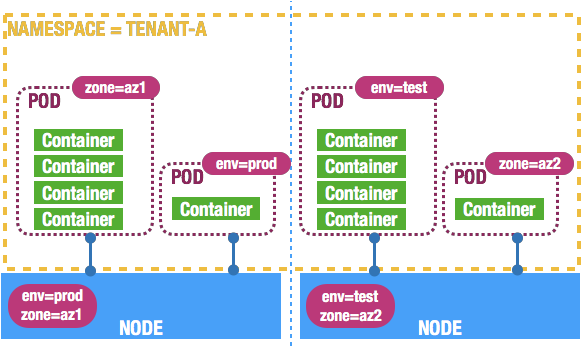 NAMESPACE = TENANT-A
zone=az1
POD
Container
Container
Container
Container
env=prod
POD
Container
env=test
POD
Container
Container
Container
Container
zone=az2
POD
Container
env=prod
zone=az1
NODE
env=test
zone=az2
NODE